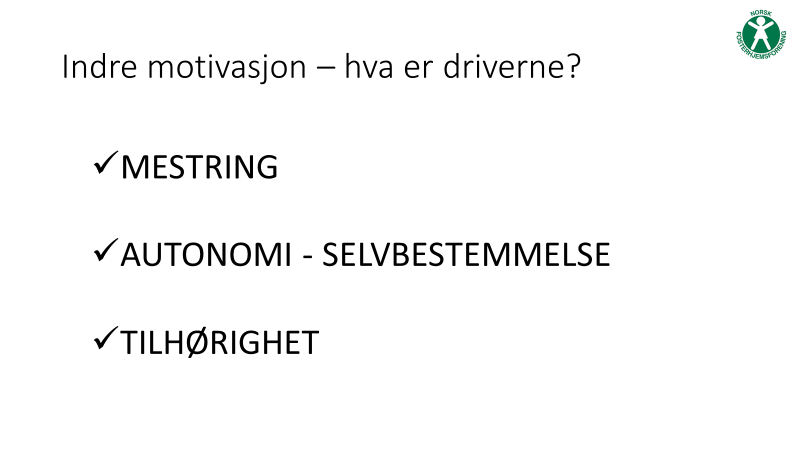 NORSK
FOSTERHJEMSFORENING
Indre motivasjon – hva er driverne?
✓MESTRING
✓AUTONOMI - SELVBESTEMMELSE
✓TILHØRIGHET